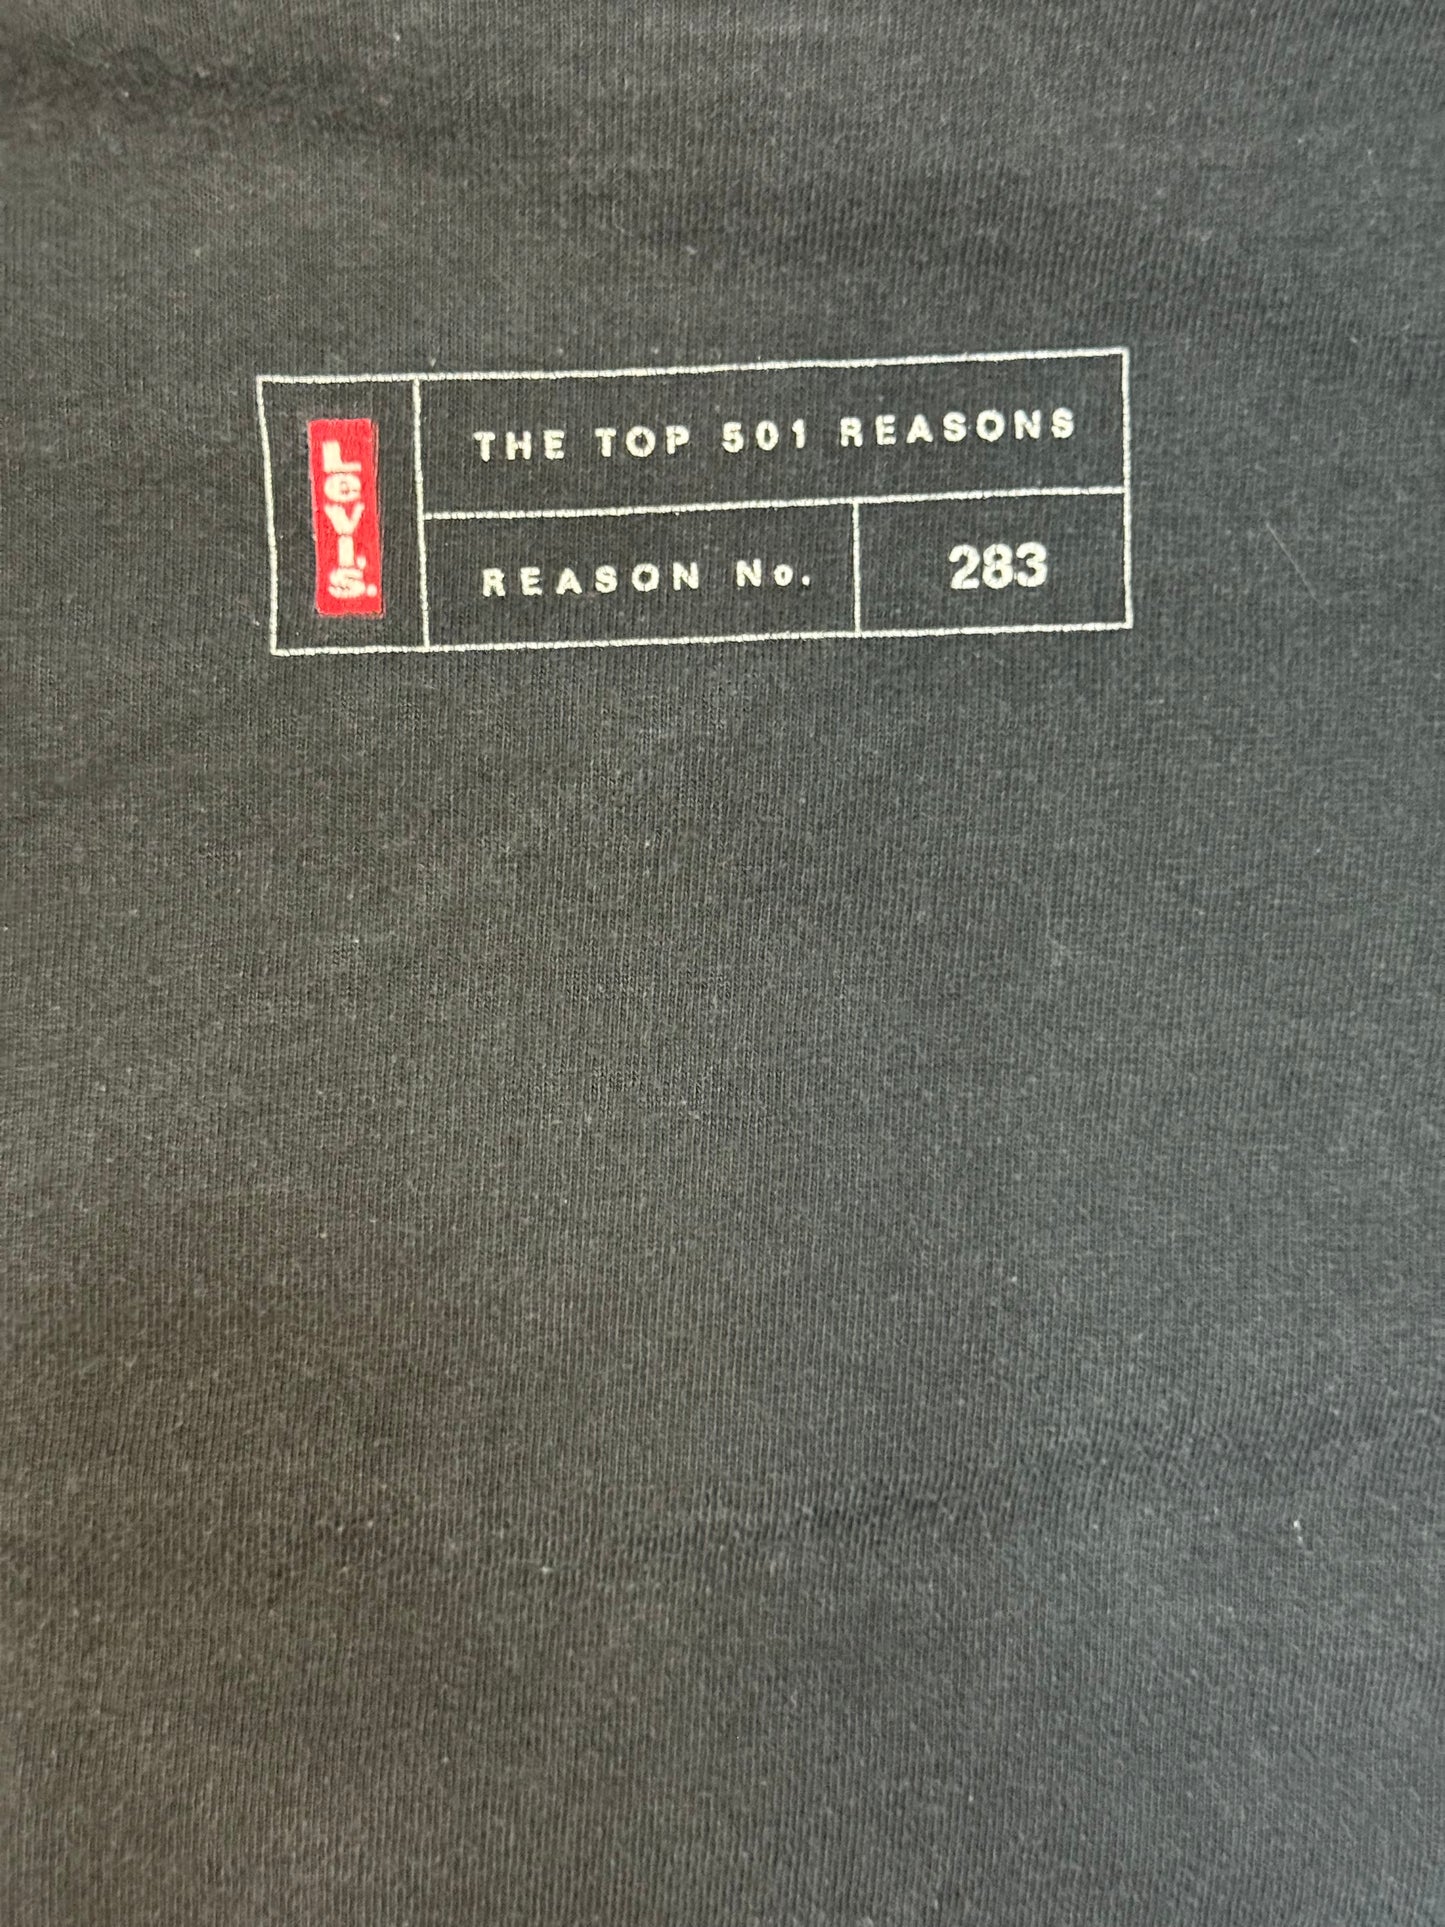 Levi's.
THE TOP 501 REASONS
REASON No. 283